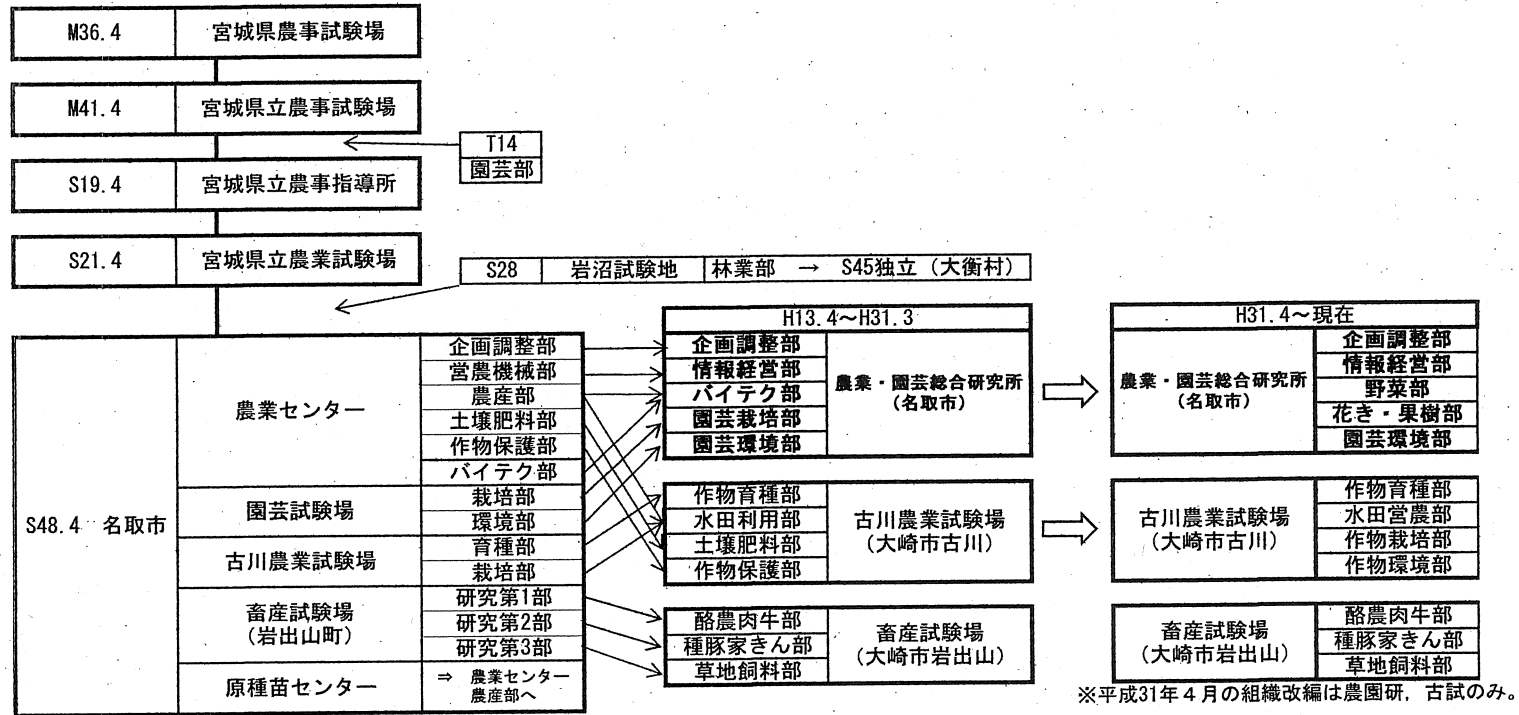 M36.4 宮城県農事試験場
M41.4 宮城県立農事試験場
T14
園芸部
S19.4 宮城県立農事指導所
S21.4 宮城県立農業試験場
S28 岩沼試験地 林業部 → S45独立（大衡村）
S48.4 名取市
農業センター
企画調整部
営農機械部
農産部
土壌肥料部
作物保護部
バイテク部
園芸試験場
栽培部
環境部
古川農業試験場
育種部
栽培部
畜産試験場
（岩出山町）
研究第1部
研究第2部
研究第3部
原種苗センター
⇒ 農業センター
農産部へ
H13.4～H31.3
企画調整部
情報経営部
バイテク部
園芸栽培部
園芸環境部
農業・園芸総合研究所
（名取市）
作物育種部
水田利用部
土壌肥料部
作物保護部
古川農業試験場
（大崎市古川）
酪農肉牛部
種豚家きん部
草地飼料部
畜産試験場
（大崎市岩出山）
H31.4～現在
農業・園芸総合研究所
（名取市）
企画調整部
情報経営部
野菜部
花き・果樹部
園芸環境部
古川農業試験場
（大崎市古川）
作物育種部
水田営農部
作物栽培部
作物環境部
畜産試験場
（大崎市岩出山）
酪農肉牛部
種豚家きん部
草地飼料部
※平成31年４月の組織改編は農園研，古試のみ。